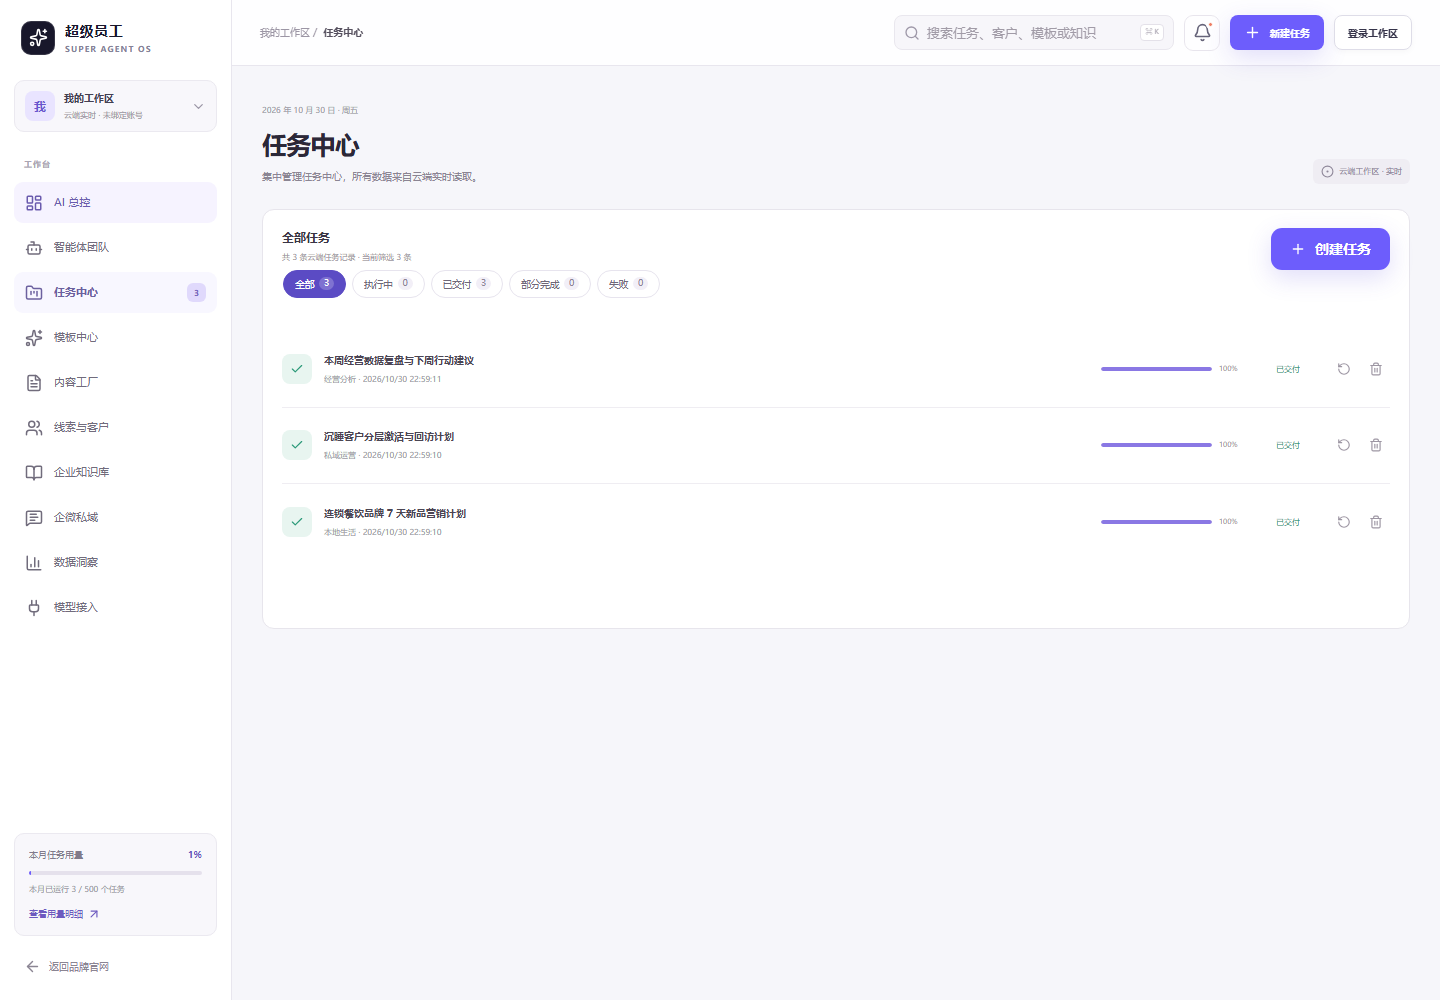 超级员工
SUPER AGENT OS
我
我的工作区
云端实时 · 未绑定账号
工作台
AI 总控
智能体团队
任务中心
3
模板中心
内容工厂
线索与客户
企业知识库
企微私域
数据洞察
模型接入
本月任务用量
1%
本月已运行 3 / 500 个任务
查看用量明细
返回品牌官网
我的工作区 / 任务中心
搜索任务、客户、模板或知识
⌘ K
新建任务
登录工作区
2026 年 10 月 30 日 · 周五
任务中心
集中管理任务中心，所有数据来自云端实时读取。
云端工作区 · 实时
全部任务
共 3 条云端任务记录 · 当前筛选 3 条
创建任务
全部 3
执行中 0
已交付 3
部分完成 0
失败 0
本周经营数据复盘与下周行动建议
经营分析 · 2026/10/30 22:59:11
100%
已交付
沉睡客户分层激活与回访计划
私域运营 · 2026/10/30 22:59:10
100%
已交付
连锁餐饮品牌 7 天新品营销计划
本地生活 · 2026/10/30 22:59:10
100%
已交付